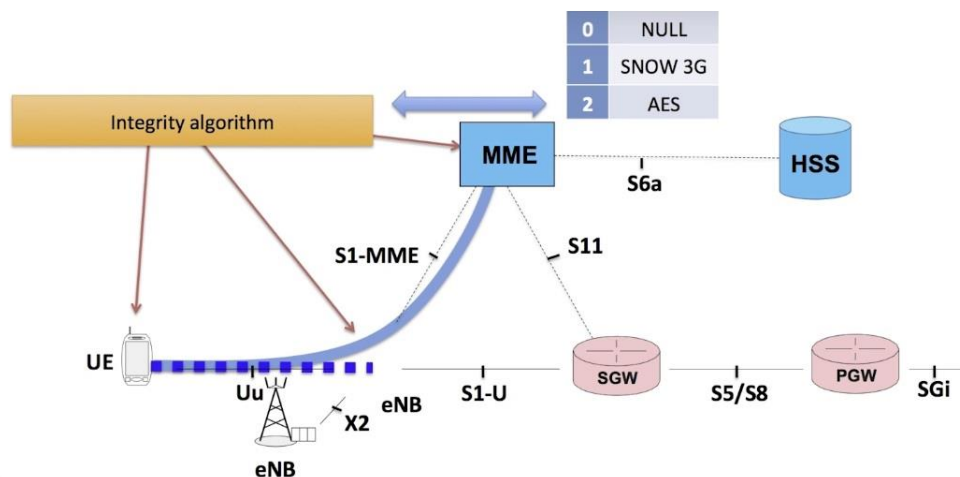 0 NULL
1 SNOW 3G
2 AES
Integrity algorithm
MME
HSS
S6a
S1-MME
S11
UE
Uu
eNB
S1-U
SGW
S5/S8
PGW
SGi
X2
eNB